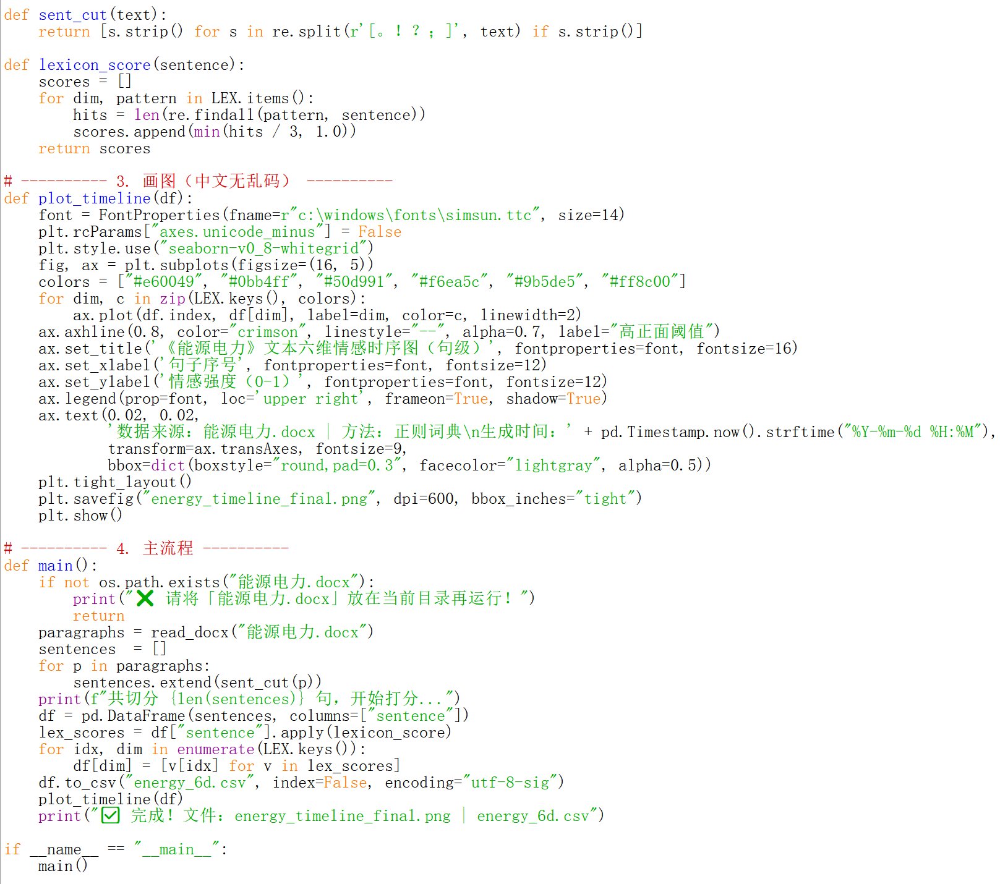 def sent_cut(text):
    return [s.strip() for s in re.split(r'[。！？；]', text) if s.strip()]

def lexicon_score(sentence):
    scores = []
    for dim, pattern in LEX.items():
        hits = len(re.findall(pattern, sentence))
        scores.append(min(hits / 3, 1.0))
    return scores

# ---------- 3. 画图（中文无乱码） ----------
def plot_timeline(df):
    font = FontProperties(fname=r"c:\windows\fonts\simsun.ttc", size=14)
    plt.rcParams["axes.unicode_minus"] = False
    plt.style.use("seaborn-v0_8-whitegrid")
    fig, ax = plt.subplots(figsize=(16, 5))
    colors = ["#e60049", "#0bb4ff", "#50d991", "#f6ea5c", "#9b5de5", "#ff8c00"]
    for dim, c in zip(LEX.keys(), colors):
        ax.plot(df.index, df[dim], label=dim, color=c, linewidth=2)
    ax.axhline(0.8, color="crimson", linestyle="--", alpha=0.7, label="高正面阈值")
    ax.set_title('《能源电力》文本六维情感时序图（句级）', fontproperties=font, fontsize=16)
    ax.set_xlabel('句子序号', fontproperties=font, fontsize=12)
    ax.set_ylabel('情感强度（0-1）', fontproperties=font, fontsize=12)
    ax.legend(prop=font, loc='upper right', frameon=True, shadow=True)
    ax.text(0.02, 0.02,
            '数据来源：能源电力.docx | 方法：正则词典\n生成时间：' + pd.Timestamp.now().strftime("%Y-%m-%d %H:%M"),
            transform=ax.transAxes, fontsize=9,
            bbox=dict(boxstyle="round,pad=0.3", facecolor="lightgray", alpha=0.5))
    plt.tight_layout()
    plt.savefig("energy_timeline_final.png", dpi=600, bbox_inches="tight")
    plt.show()

# ---------- 4. 主流程 ----------
def main():
    if not os.path.exists("能源电力.docx"):
        print("❌ 请将「能源电力.docx」放在当前目录再运行！")
        return
    paragraphs = read_docx("能源电力.docx")
    sentences  = []
    for p in paragraphs:
        sentences.extend(sent_cut(p))
    print(f"共切分 {len(sentences)} 句，开始打分...")
    df = pd.DataFrame(sentences, columns=["sentence"])
    lex_scores = df["sentence"].apply(lexicon_score)
    for idx, dim in enumerate(LEX.keys()):
        df[dim] = [v[idx] for v in lex_scores]
    df.to_csv("energy_6d.csv", index=False, encoding="utf-8-sig")
    plot_timeline(df)
    print("✅ 完成！文件：energy_timeline_final.png | energy_6d.csv")

if __name__ == "__main__":
    main()